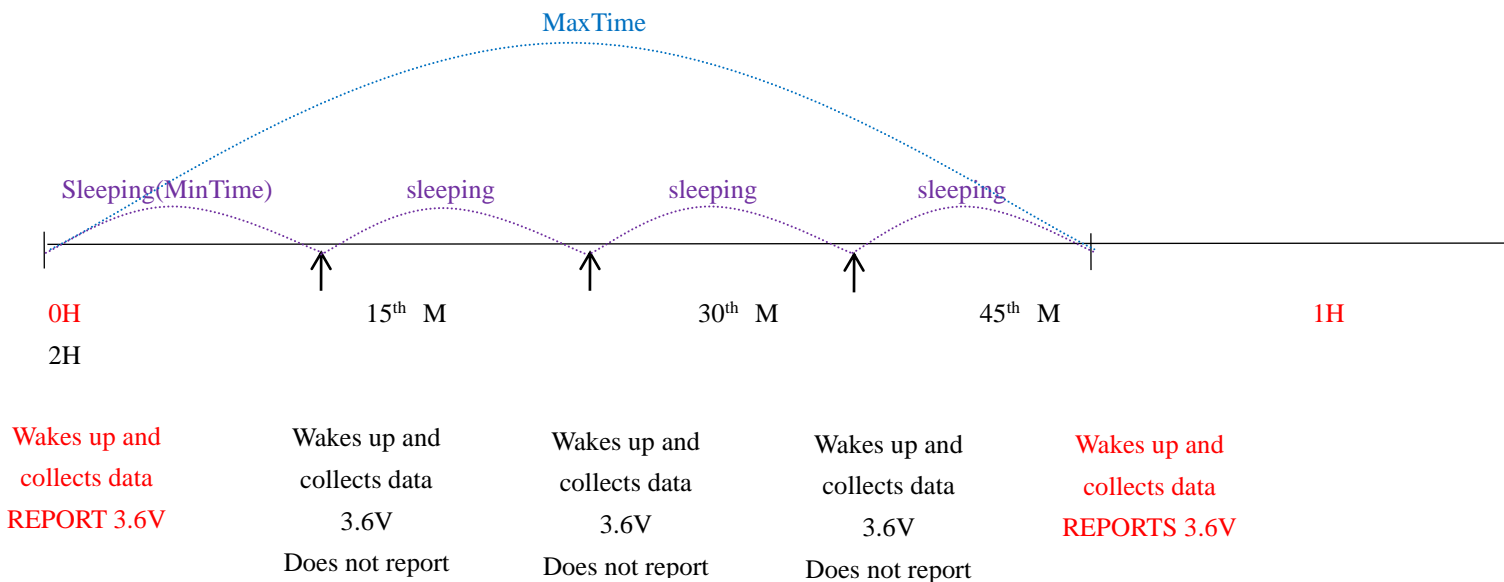 MaxTime
Sleeping(MinTime) sleeping sleeping sleeping
0H 15th M 30th M 45th M 1H
2H
Wakes up and
collects data
REPORT 3.6V
Wakes up and
collects data
3.6V
Does not report
Wakes up and
collects data
3.6V
Does not report
Wakes up and
collects data
3.6V
Does not report
Wakes up and
collects data
REPORTS 3.6V